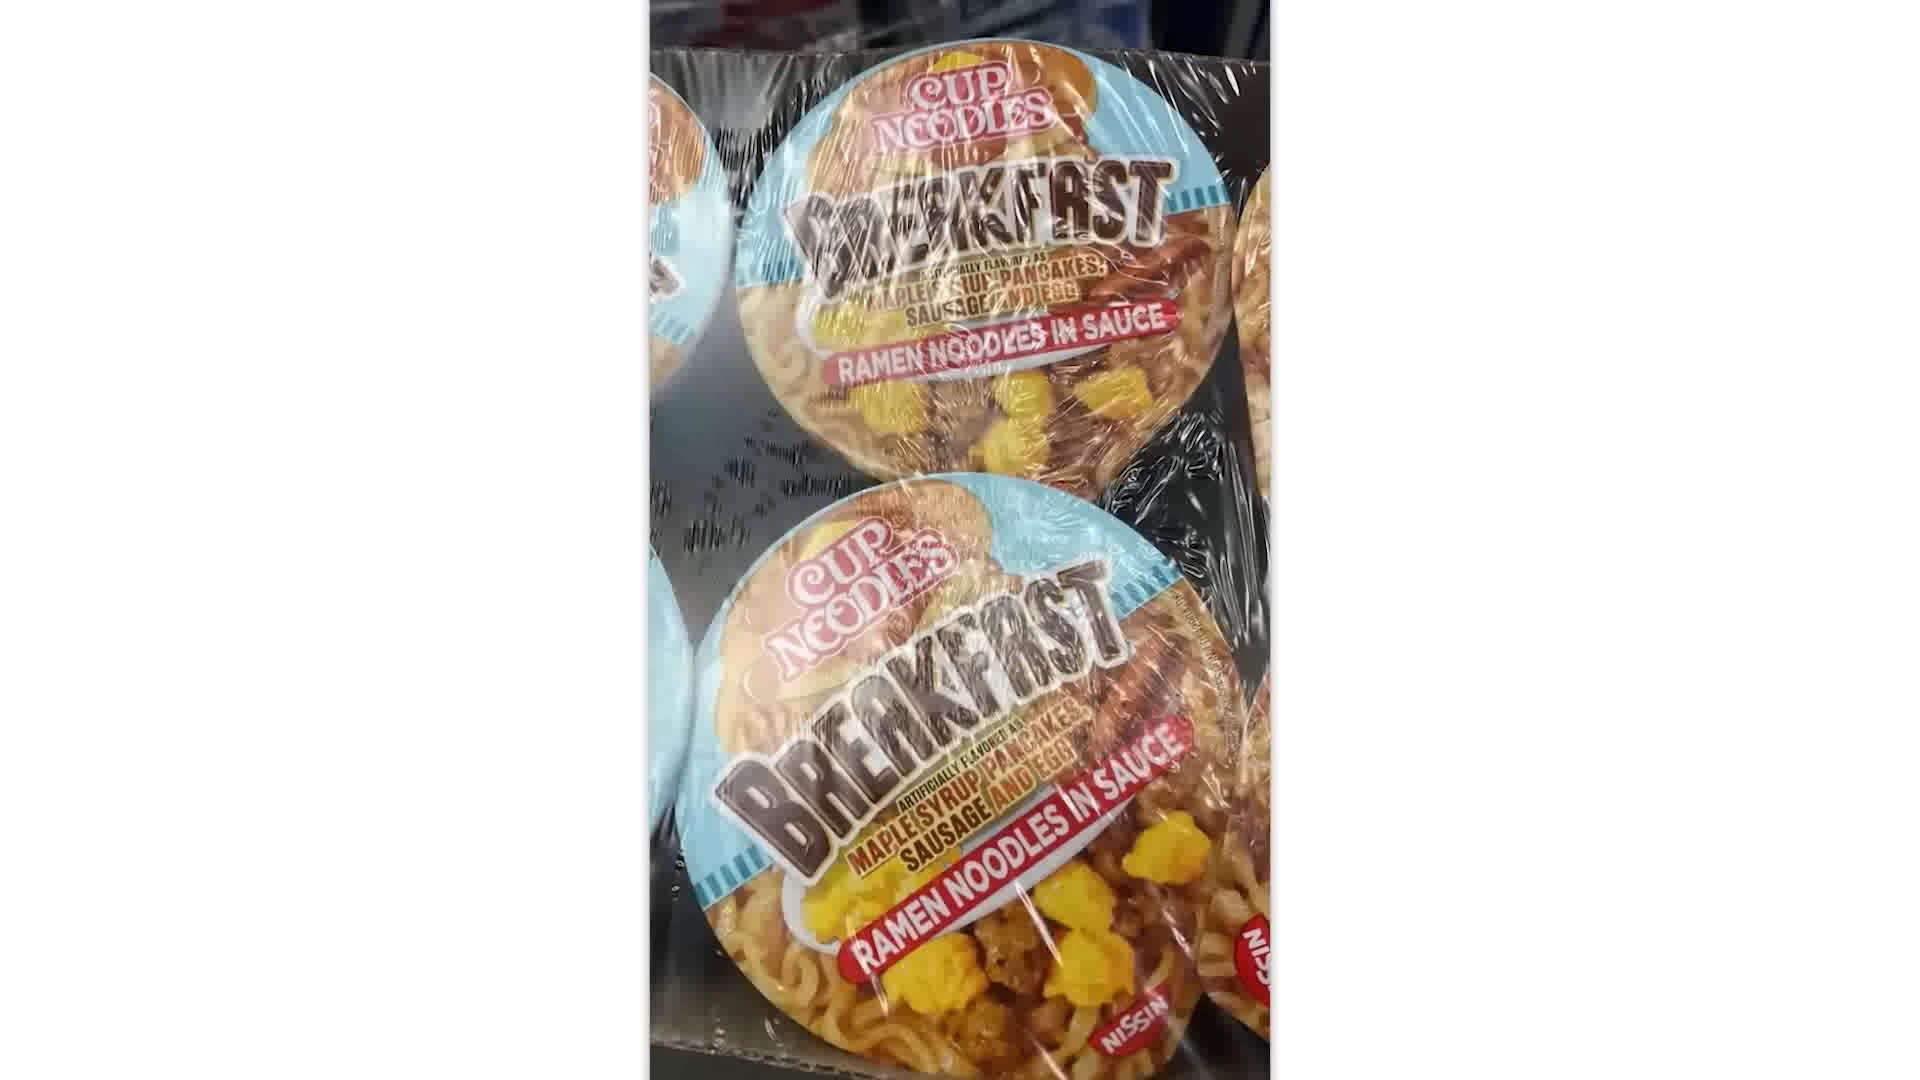 CUP
NOODLES
BREAKFAST
ARTIFICIALLY FLAVORED AS
MAPLE SYRUP PANCAKES,
SAUSAGE AND EGG
RAMEN NOODLES IN SAUCE
CUP
NOODLES
BREAKFAST
ARTIFICIALLY FLAVORED AS
MAPLE SYRUP PANCAKES,
SAUSAGE AND EGG
RAMEN NOODLES IN SAUCE
NISSIN
NISS